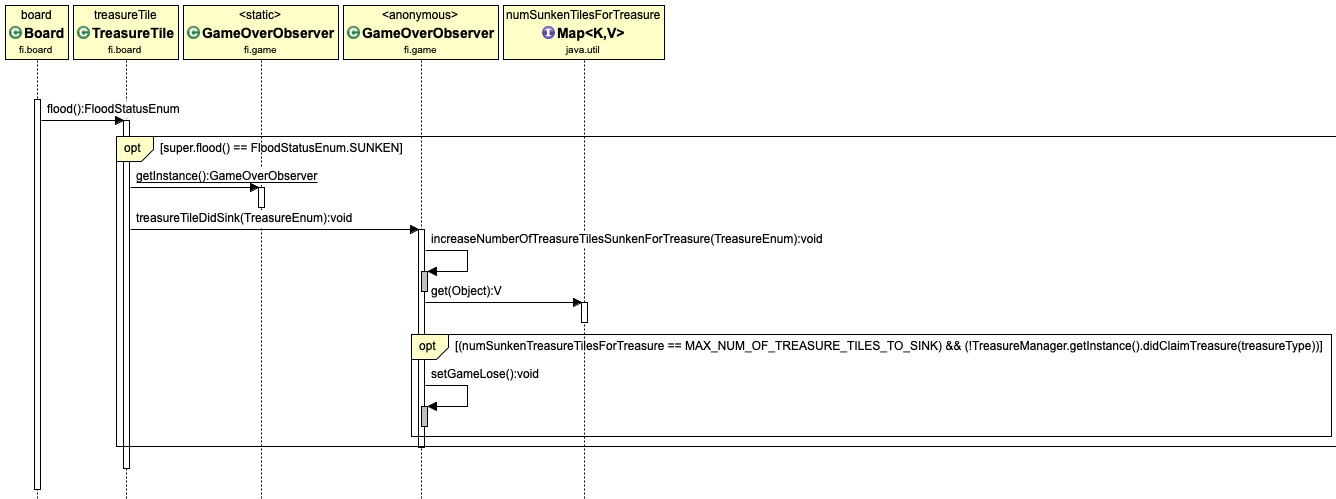 board
Board
fi.board
treasureTile
TreasureTile
fi.board
<static>
GameOverObserver
fi.game
<anonymous>
GameOverObserver
fi.game
numSunkenTilesForTreasure
Map<K,V>
java.util
flood():FloodStatusEnum
opt [super.flood() == FloodStatusEnum.SUNKEN]
getInstance():GameOverObserver
treasureTileDidSink(TreasureEnum):void
increaseNumberOfTreasureTilesSunkenForTreasure(TreasureEnum):void
get(Object):V
opt [(numSunkenTreasureTilesForTreasure == MAX_NUM_OF_TREASURE_TILES_TO_SINK) && (!TreasureManager.getInstance().didClaimTreasure(treasureType))]
setGameLose():void